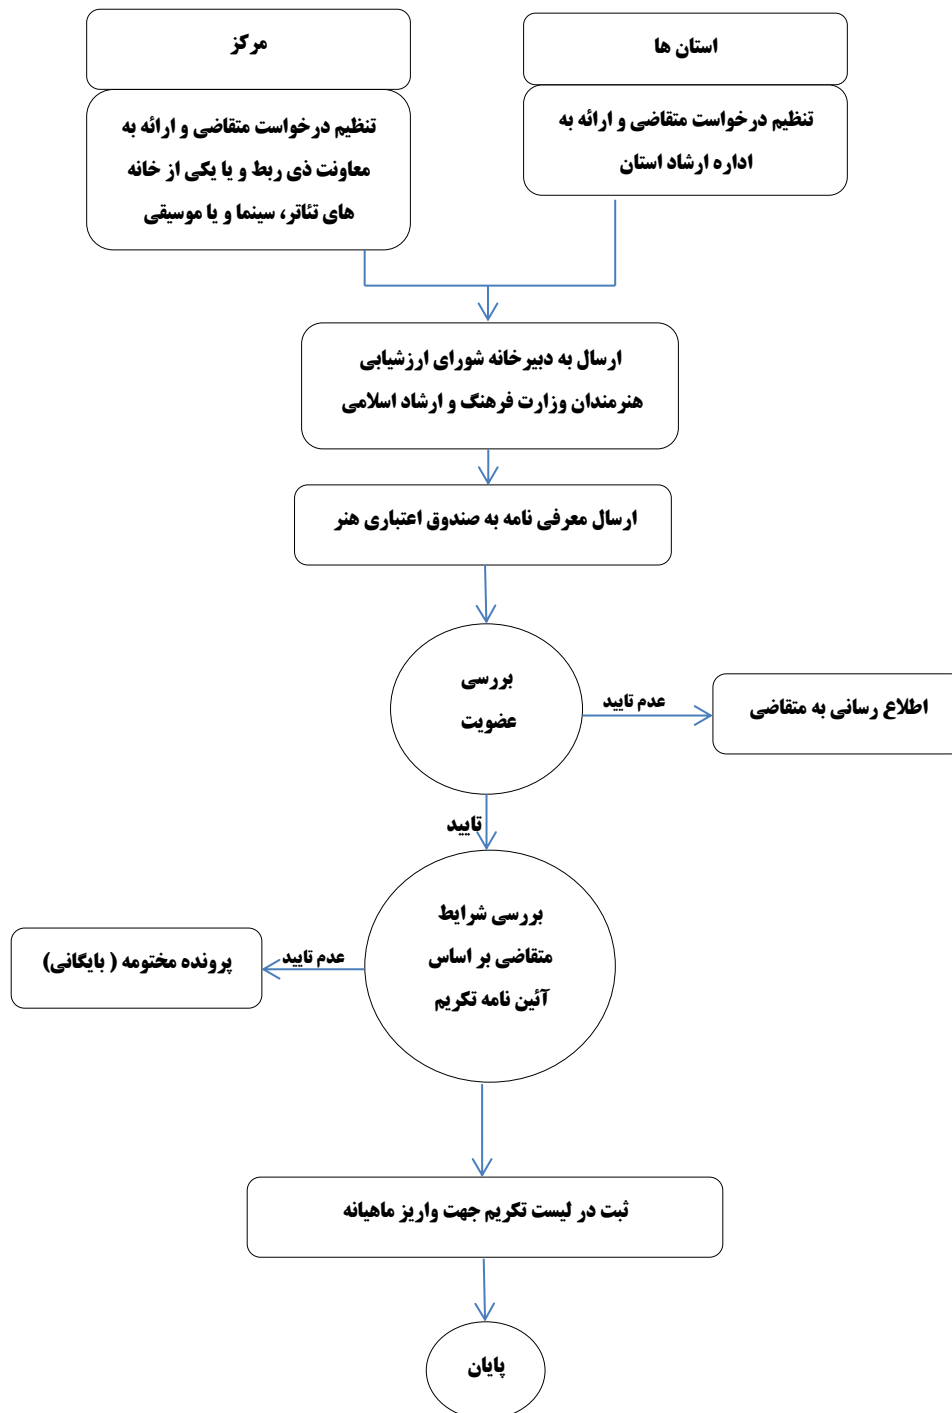 استان ها
مرکز
تنظیم درخواست متقاضی و ارائه به
اداره ارشاد استان
تنظیم درخواست متقاضی و ارائه به
معاونت ذی ربط و یا یکی از خانه
های تئاتر، سینما و یا موسیقی
ارسال به دبیرخانه شورای ارزشیابی
هنرمندان وزارت فرهنگ و ارشاد اسلامی
ارسال معرفی نامه به صندوق اعتباری هنر
بررسی
عضویت
عدم تایید
اطلاع رسانی به متقاضی
تایید
بررسی شرایط
متقاضی بر اساس
آئین نامه تکریم
عدم تایید
پرونده مختومه ( بایگانی)
ثبت در لیست تکریم جهت واریز ماهیانه
پایان